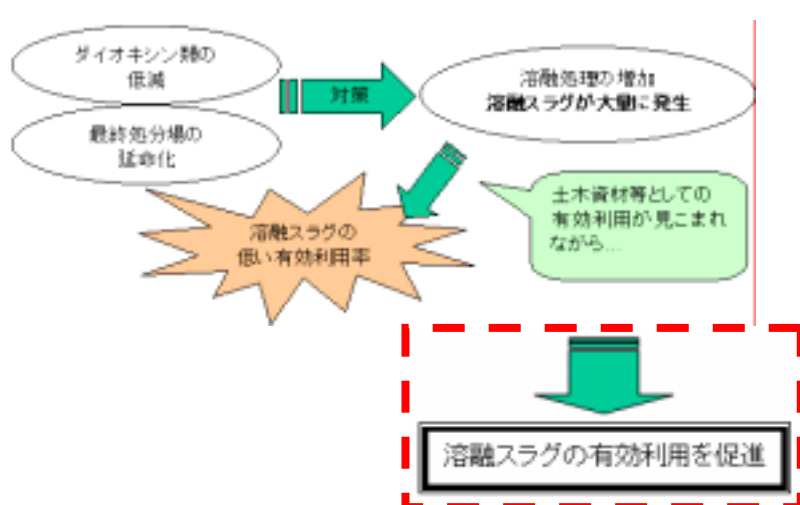 ダイオキシン類の
低減
最終処分場の
延命化
対策
溶融処理の増加
溶融スラグが大量に発生
土木資材等としての
有効利用が見こまれ
ながら…
溶融スラグの
低い有効利用率
溶融スラグの有効利用を促進